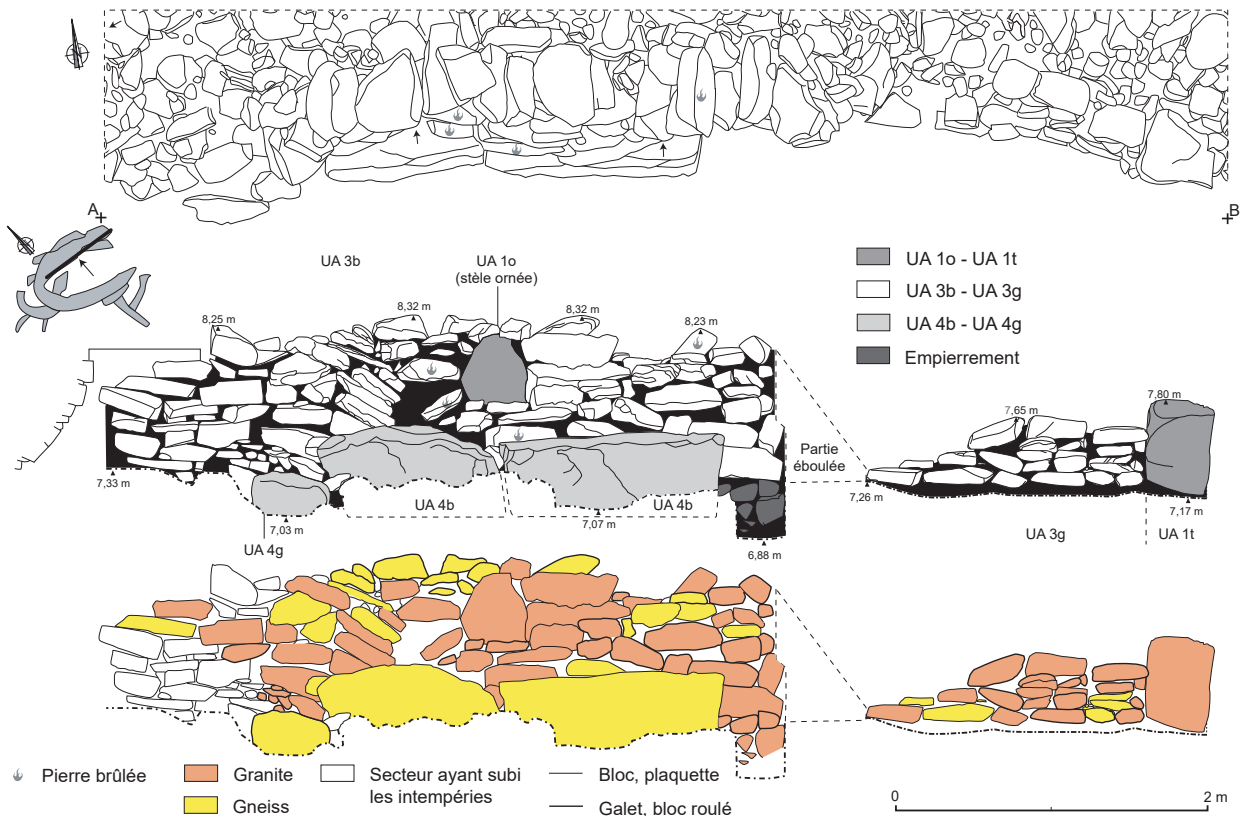 A
B
UA 3b
UA 1o
(stèle ornée)
UA 1o - UA 1t
UA 3b - UA 3g
UA 4b - UA 4g
Empierrement
8,25 m
8,32 m
8,32 m
8,23 m
7,65 m
7,80 m
Partie
éboulée
7,33 m
7,26 m
7,17 m
UA 4b
UA 4b
7,03 m
7,07 m
UA 3g
UA 1t
UA 4g
6,88 m
Pierre brûlée
Granite
Gneiss
Secteur ayant subi
les intempéries
Bloc, plaquette
Galet, bloc roulé
0
2 m